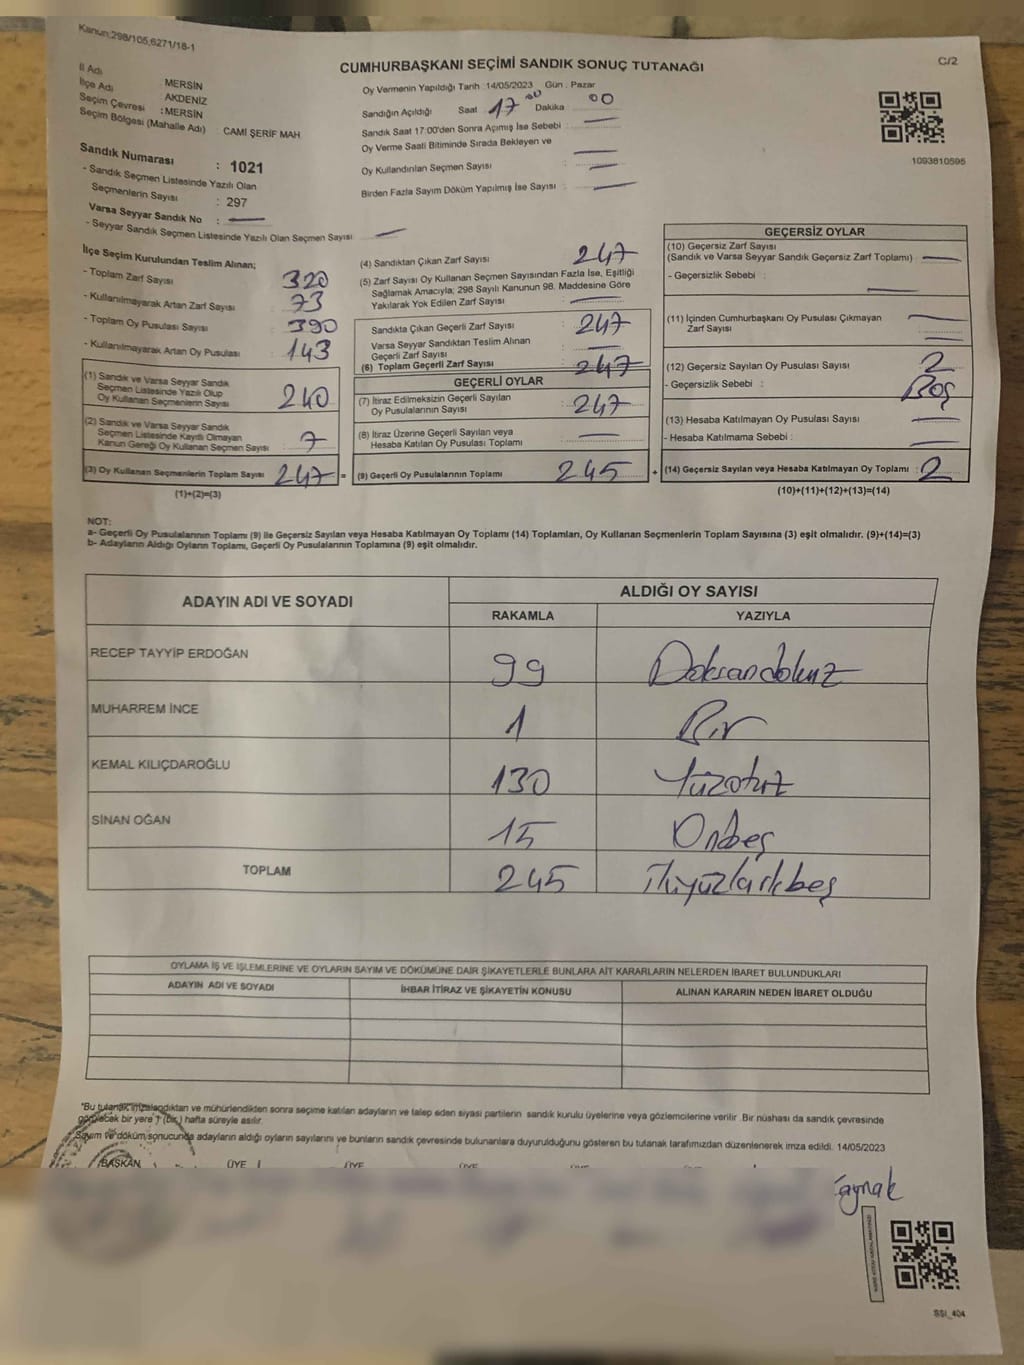 Kanun;298/105,6271/18-1
C/2
CUMHURBAŞKANI SEÇİMİ SANDIK SONUÇ TUTANAĞI
İl Adı : MERSİN
İlçe Adı : AKDENİZ
Seçim Çevresi : MERSİN
Seçim Bölgesi (Mahalle Adı) : CAMİ ŞERİF MAH.
Sandık Numarası : 1021
- Sandık Seçmen Listesinde Yazılı Olan
Seçmenlerin Sayısı : 297
Varsa Seyyar Sandık No : —
- Seyyar Sandık Seçmen Listesinde Yazılı Olan Seçmen Sayısı : —
Oy Vermenin Yapıldığı Tarih :14/05/2023 Gün : Pazar
Sandığın Açıldığı Saat 17 00 Dakika 00
Sandık Saat 17:00'den Sonra Açımış İse Sebebi : —
Oy Verme Saati Bitiminde Sırada Bekleyen ve
Oy Kullandırılan Seçmen Sayısı : —
Birden Fazla Sayım Döküm Yapılmış İse Sayısı : —
1093810595
İlçe Seçim Kurulundan Teslim Alınan;
- Toplam Zarf Sayısı : 320
- Kullanılmayarak Artan Zarf Sayısı : 73
- Toplam Oy Pusulası Sayısı : 390
- Kullanılmayarak Artan Oy Pusulası : 143
(1) Sandık ve Varsa Seyyar Sandık
Seçmen Listesinde Yazılı Olup
Oy Kullanan Seçmenlerin Sayısı : 240
(2) Sandık ve Varsa Seyyar Sandık
Seçmen Listesinde Kayıtlı Olmayan
Kanun Gereği Oy Kullanan Seçmen Sayısı : 7
(3) Oy Kullanan Seçmenlerin Toplam Sayısı : 247 =
(1)+(2)=(3)
(4) Sandıktan Çıkan Zarf Sayısı : 247
(5) Zarf Sayısı Oy Kullanan Seçmen Sayısından Fazla İse, Eşitliği
Sağlamak Amacıyla; 298 Sayılı Kanunun 98. Maddesine Göre
Yakılarak Yok Edilen Zarf Sayısı : —
Sandıkta Çıkan Geçerli Zarf Sayısı : 247
Varsa Seyyar Sandıktan Teslim Alınan
Geçerli Zarf Sayısı : —
(6) Toplam Geçerli Zarf Sayısı : 247
GEÇERLİ OYLAR
(7) İtiraz Edilmeksizin Geçerli Sayılan
Oy Pusulalarının Sayısı : 247
(8) İtiraz Üzerine Geçerli Sayılan veya
Hesaba Katılan Oy Pusulası Toplamı : —
(9) Geçerli Oy Pusulalarının Toplamı : 245 +
GEÇERSİZ OYLAR
(10) Geçersiz Zarf Sayısı
(Sandık ve Varsa Seyyar Sandık Geçersiz Zarf Toplamı) : —
- Geçersizlik Sebebi : —
(11) İçinden Cumhurbaşkanı Oy Pusulası Çıkmayan
Zarf Sayısı : —
(12) Geçersiz Sayılan Oy Pusulası Sayısı : 2
- Geçersizlik Sebebi : Boş
(13) Hesaba Katılmayan Oy Pusulası Sayısı : —
- Hesaba Katılmama Sebebi : —
(14) Geçersiz Sayılan veya Hesaba Katılmayan Oy Toplamı : 2
(10)+(11)+(12)+(13)=(14)
NOT:
a- Geçerli Oy Pusulalarının Toplamı (9) ile Geçersiz Sayılan veya Hesaba Katılmayan Oy Toplamı (14) Toplamları, Oy Kullanan Seçmenlerin Toplam Sayısına (3) eşit olmalıdır. (9)+(14)=(3)
b- Adayların Aldığı Oyların Toplamı, Geçerli Oy Pusulalarının Toplamına (9) eşit olmalıdır.
ADAYIN ADI VE SOYADI ALDIĞI OY SAYISI
RAKAMLA YAZIYLA
RECEP TAYYİP ERDOĞAN 99 Doksandokuz
MUHARREM İNCE 1 Bir
KEMAL KILIÇDAROĞLU 130 Yüzotuz
SİNAN OĞAN 15 Onbeş
TOPLAM 245 ikiyüzkırkbeş
OYLAMA İŞ VE İŞLEMLERİNE VE OYLARIN SAYIM VE DÖKÜMÜNE DAİR ŞİKAYETLERLE BUNLARA AİT KARARLARIN NELERDEN İBARET BULUNDUKLARI
ADAYIN ADI VE SOYADI İHBAR İTİRAZ VE ŞİKAYETİN KONUSU ALINAN KARARIN NEDEN İBARET OLDUĞU
"Bu tutanak imzalandıktan ve mühürlendikten sonra seçime katılan adayların ve talep eden siyasi partilerin sandık kurulu üyelerine veya gözlemcilerine verilir. Bir nüshası da sandık çevresinde
görülecek bir yere 1 (bir) hafta süreyle asılır.
Sayım ve döküm sonucunda adayların aldığı oyların sayılarını ve bunların sandık çevresinde bulunanlara duyurulduğunu gösteren bu tutanak tarafımızdan düzenlenerek imza edildi. 14/05/2023
BAŞKAN ÜYE ÜYE ÜYE ÜYE
Kaynak
SSI_404